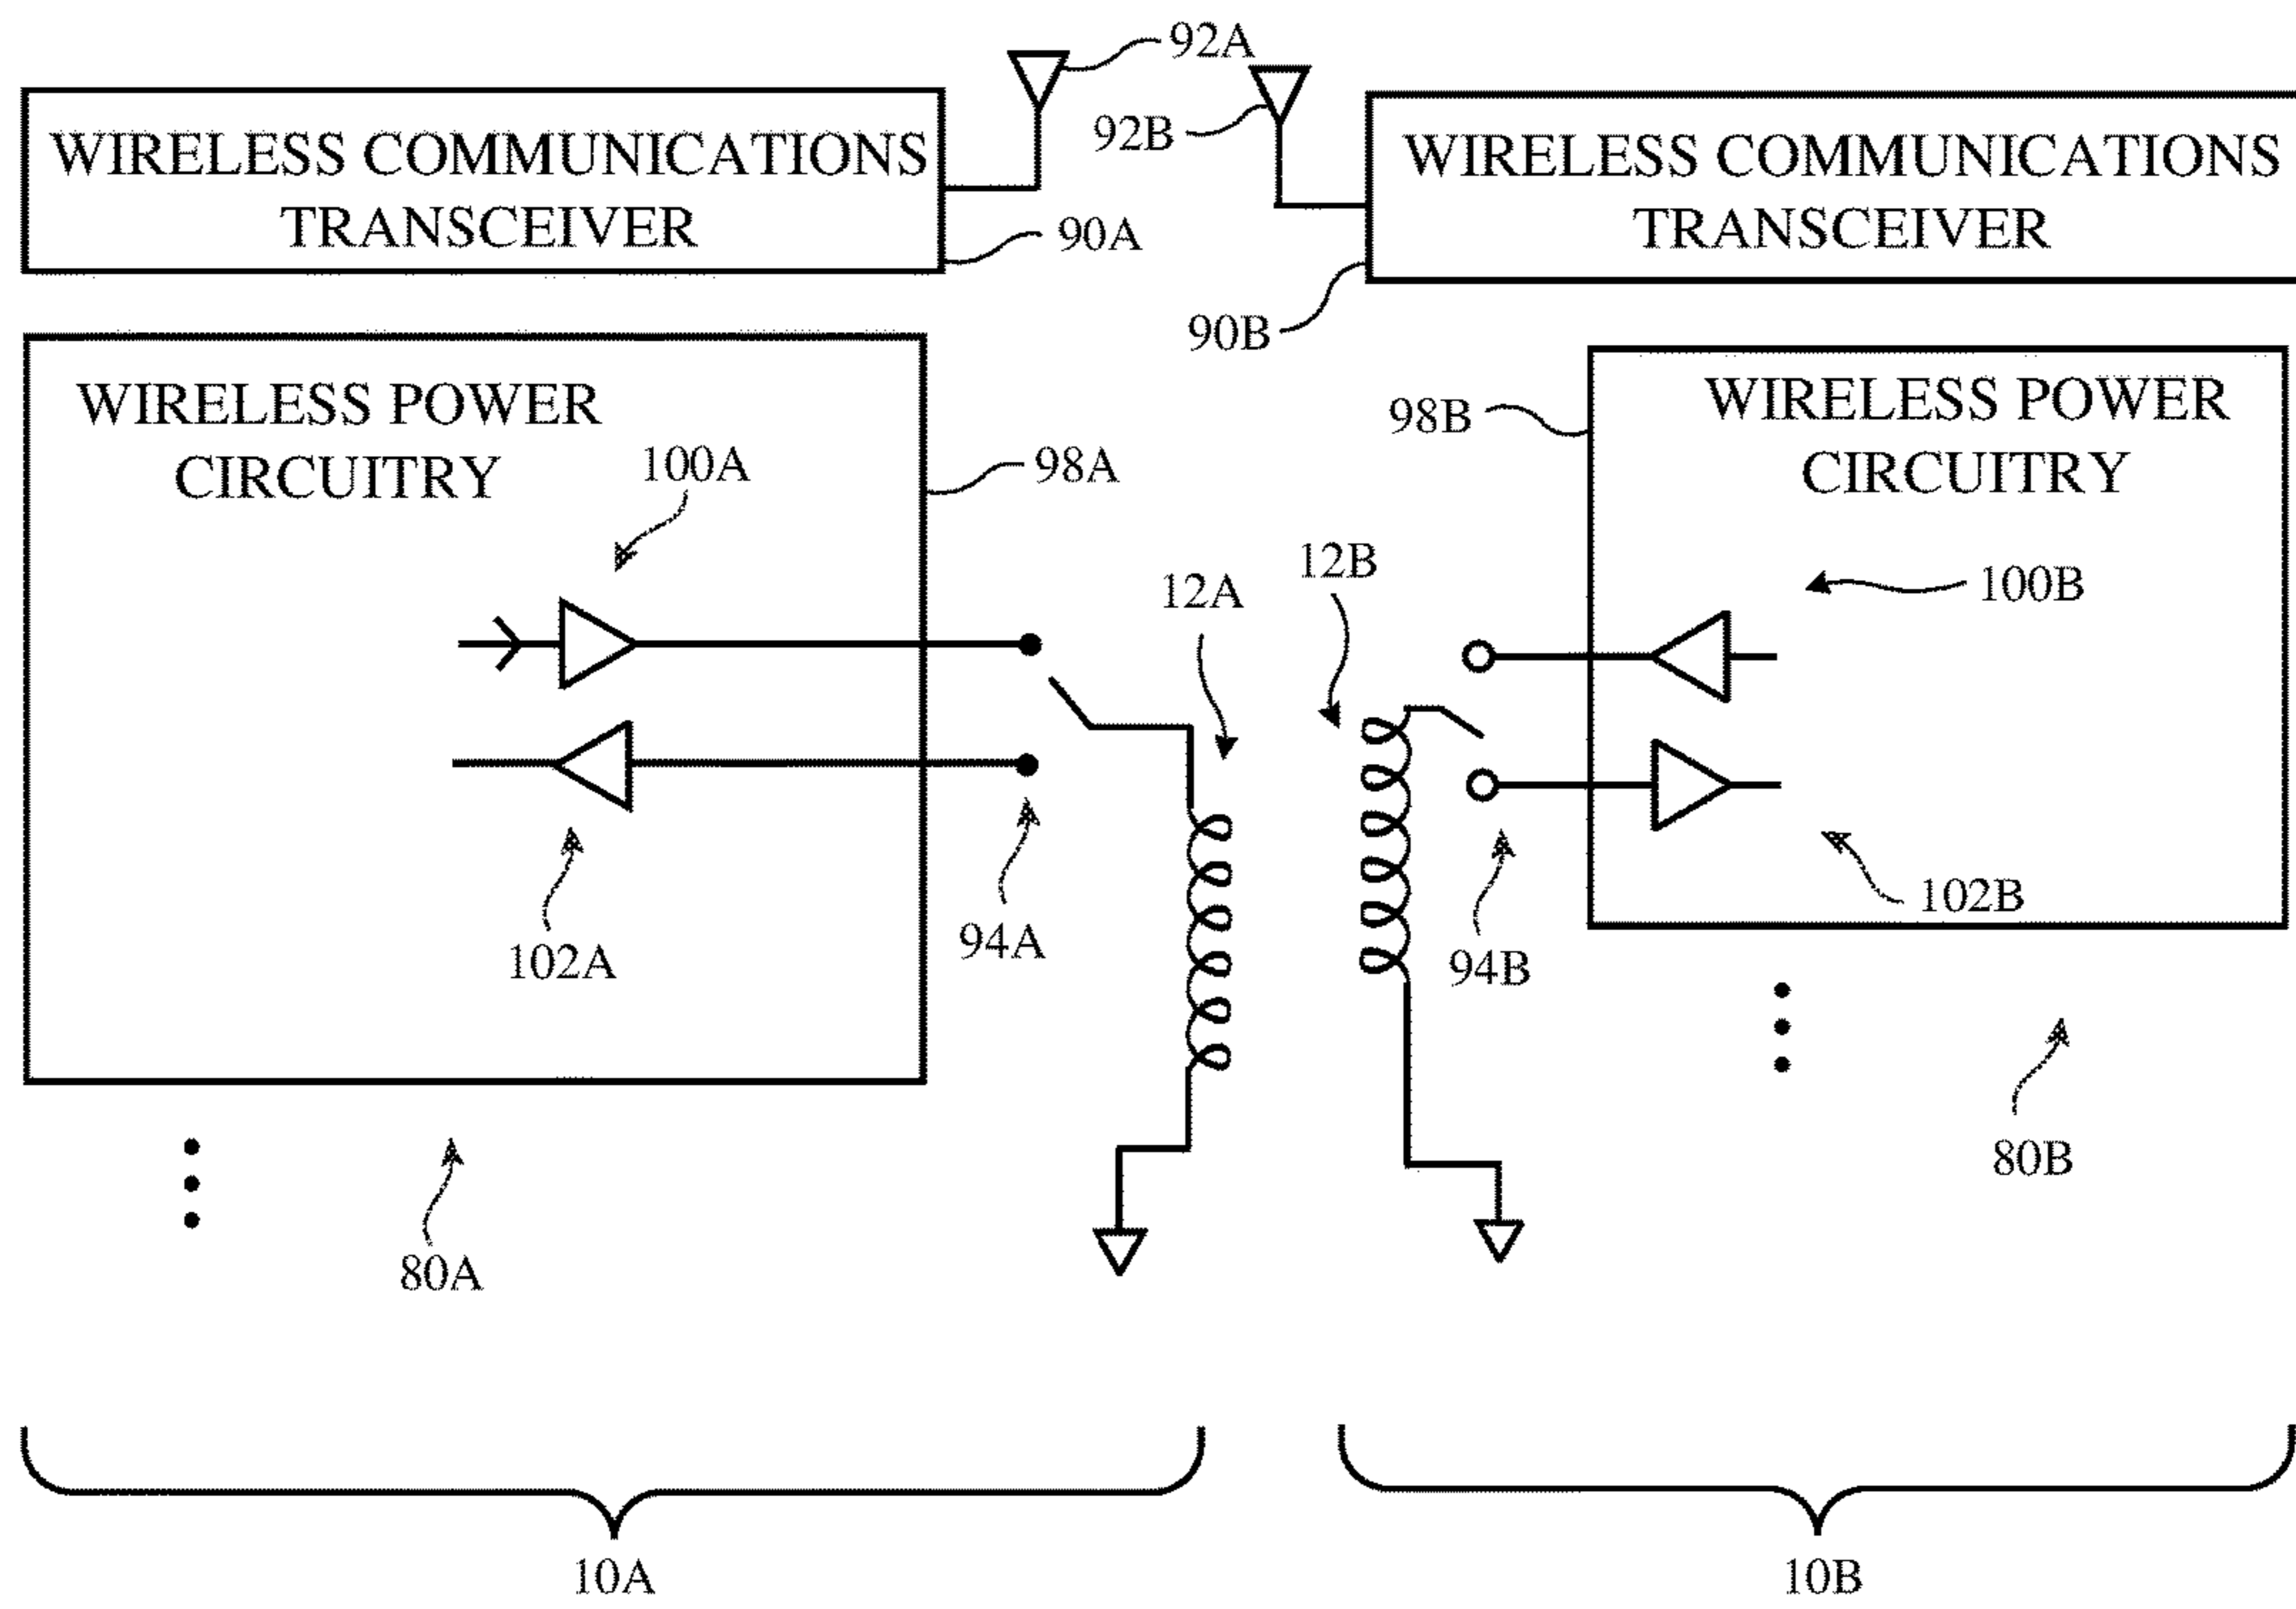 92A
92B
WIRELESS COMMUNICATIONS
TRANSCEIVER
90A
WIRELESS COMMUNICATIONS
TRANSCEIVER
90B
WIRELESS POWER
CIRCUITRY
100A
98A
98B
WIRELESS POWER
CIRCUITRY
12A
12B
100B
102A
94A
94B
102B
80A
80B
10A
10B